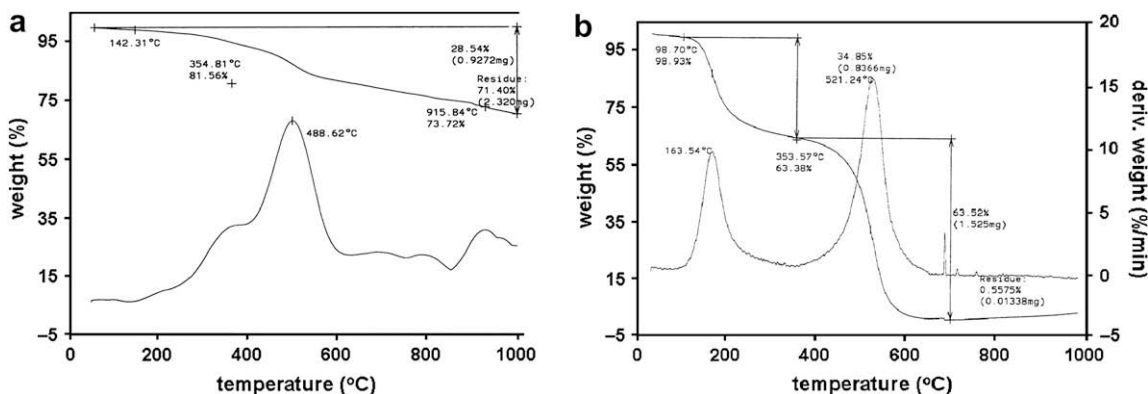 a
95
75
55
35
15
−5
weight (%)
142.31°C
354.81°C
81.56%
488.62°C
28.54%
(0.9272mg)
Residue:
71.40%
(2.320mg)
915.84°C
73.72%
0
200
400
600
800
1000
temperature (ºC)
b
95
75
55
35
15
−5
weight (%)
98.70°C
98.93%
34.85%
(0.8366mg)
521.24°C
163.54°C
353.57°C
63.38%
63.52%
(1.525mg)
Residue:
0.5575%
(0.01338mg)
20
15
10
5
0
−5
deriv. weight (%/min)
0
200
400
600
800
1000
temperature (ºC)